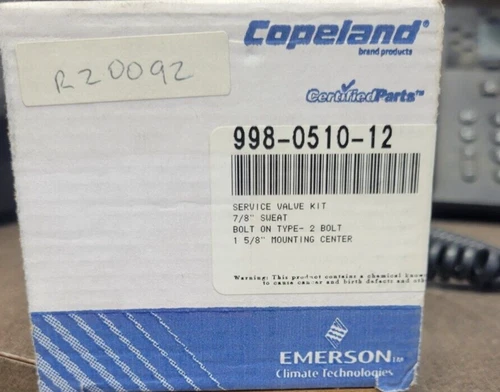 R20092
Copeland®
brand products
CertifiedParts™
998-0510-12
SERVICE VALVE KIT
7/8" SWEAT
BOLT ON TYPE- 2 BOLT
1 5/8" MOUNTING CENTER
Warning: This product contains a chemical known
to cause cancer and birth defects and othe
EMERSON
Climate Technologies